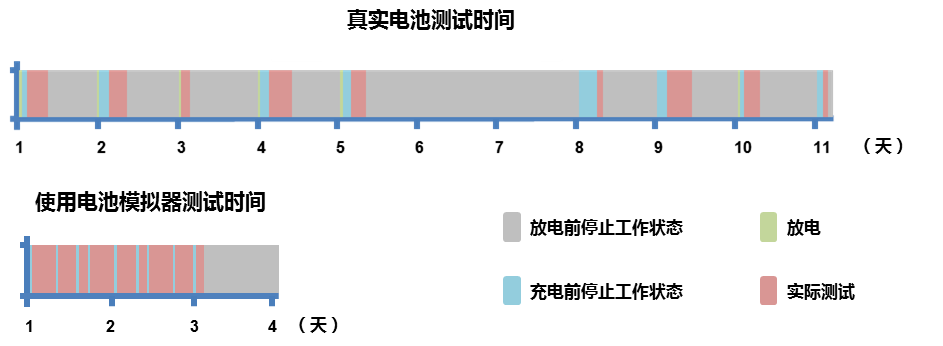 真实电池测试时间
1 2 3 4 5 6 7 8 9 10 11 （天）
使用电池模拟器测试时间
放电前停止工作状态 放电
充电前停止工作状态 实际测试
1 2 3 4 （天）